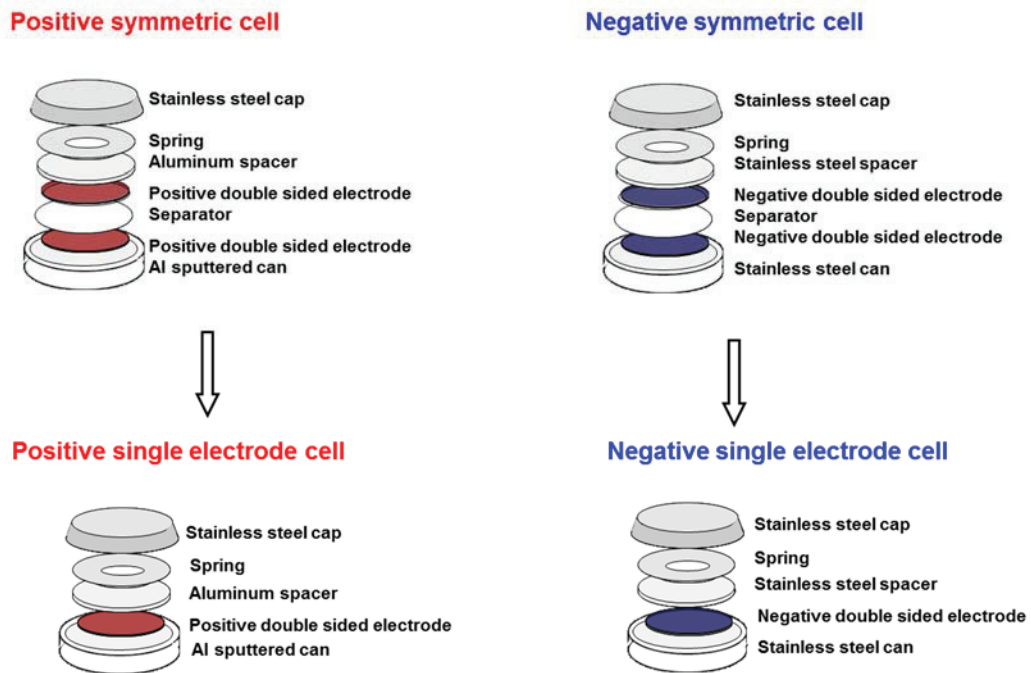 Positive symmetric cell
Stainless steel cap
Spring
Aluminum spacer
Positive double sided electrode
Separator
Positive double sided electrode
Al sputtered can
Negative symmetric cell
Stainless steel cap
Spring
Stainless steel spacer
Negative double sided electrode
Separator
Negative double sided electrode
Stainless steel can
Positive single electrode cell
Stainless steel cap
Spring
Aluminum spacer
Positive double sided electrode
Al sputtered can
Negative single electrode cell
Stainless steel cap
Spring
Stainless steel spacer
Negative double sided electrode
Stainless steel can